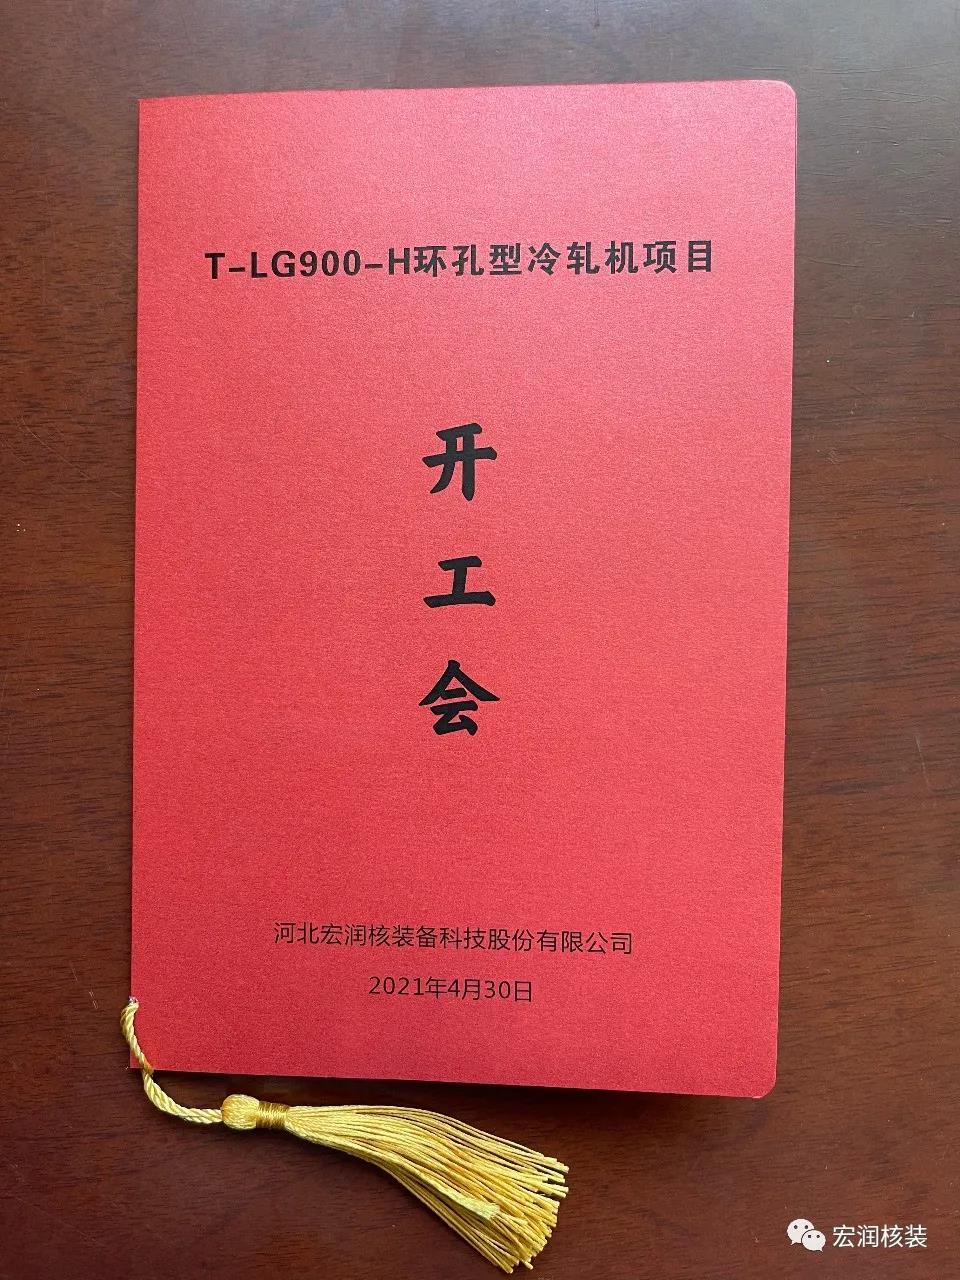 T-LG900-H环孔型冷轧机项目
开
工
会
河北宏润核装备科技股份有限公司
2021年4月30日
宏润核装